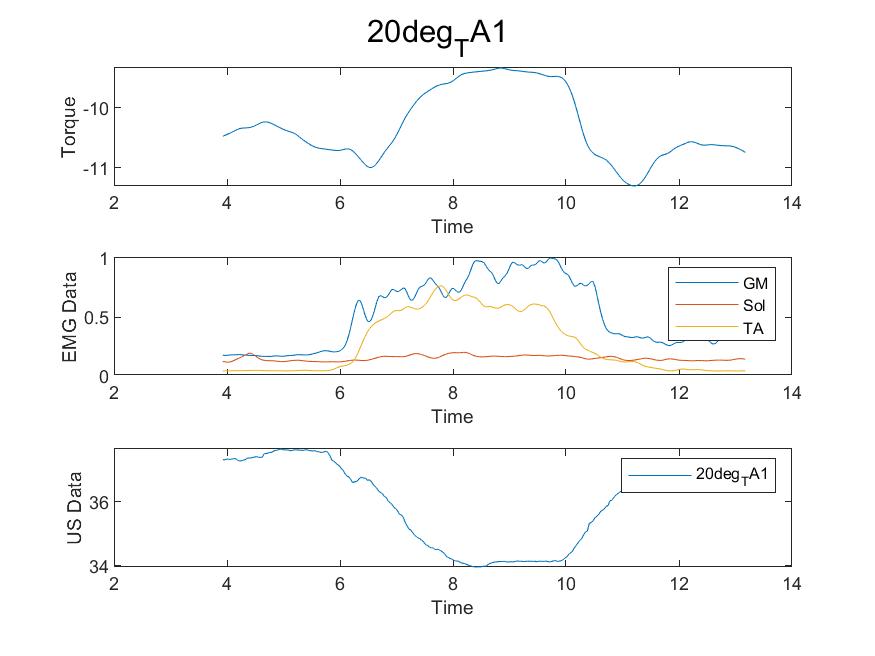 20deg_TA1
Torque
-10
-11
2 4 6 8 10 12 14
Time
EMG Data
1
0.5
0
GM
Sol
TA
2 4 6 8 10 12 14
Time
US Data
36
34
20deg_TA1
2 4 6 8 10 12 14
Time